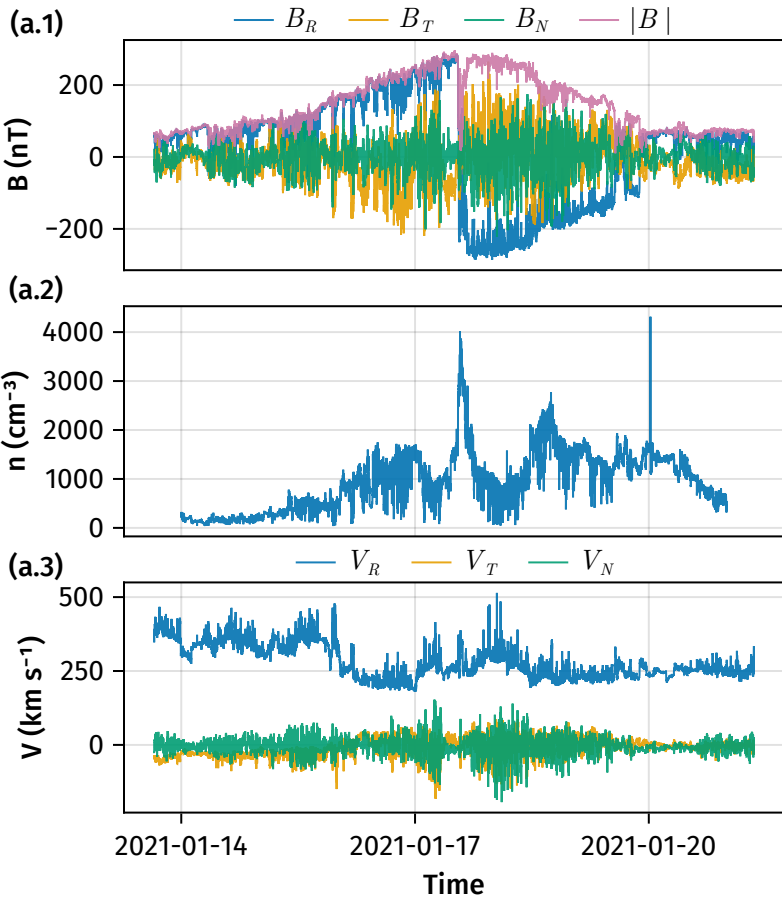 (a.1)
B_R B_T B_N |B|
200
0
−200
B (nT)
(a.2)
4000
3000
2000
1000
0
n (cm⁻³)
(a.3)
V_R V_T V_N
500
250
0
V (km s⁻¹)
2021-01-14 2021-01-17 2021-01-20
Time